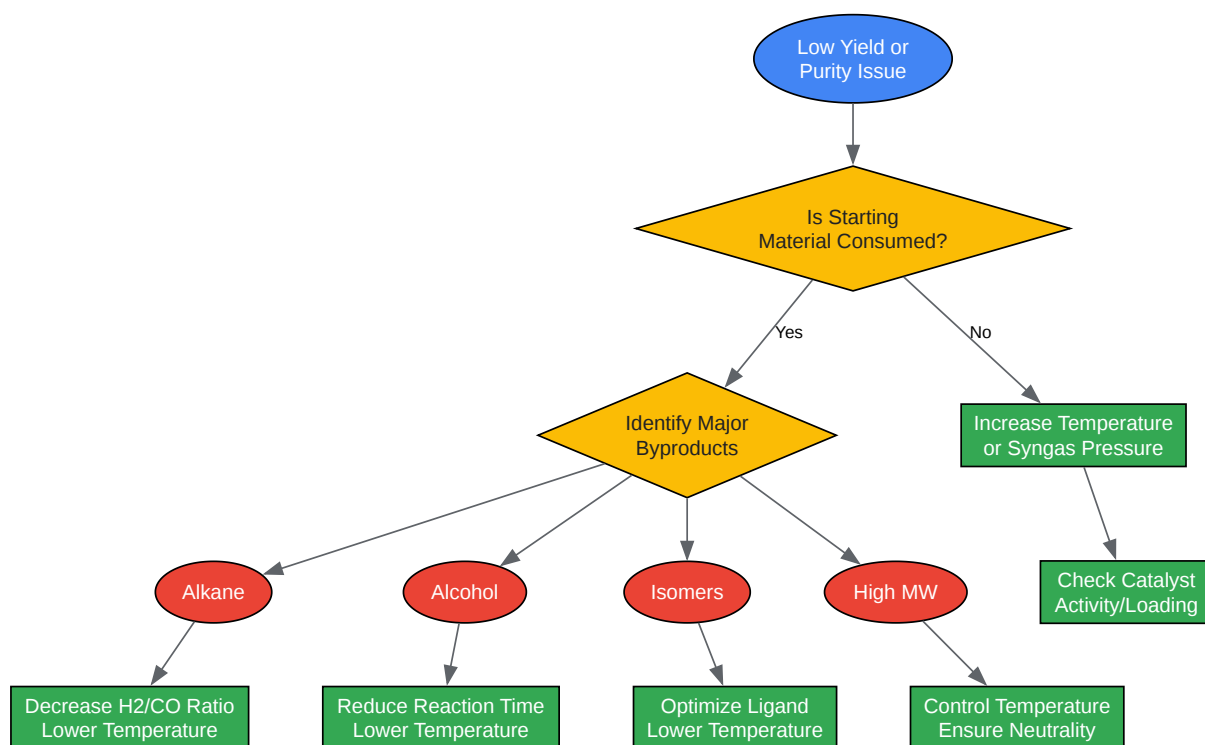 Low Yield or
Purity Issue
Is Starting
Material Consumed?
Yes
No
Identify Major
Byproducts
Increase Temperature
or Syngas Pressure
Alkane
Alcohol
Isomers
High MW
Check Catalyst
Activity/Loading
Decrease H2/CO Ratio
Lower Temperature
Reduce Reaction Time
Lower Temperature
Optimize Ligand
Lower Temperature
Control Temperature
Ensure Neutrality